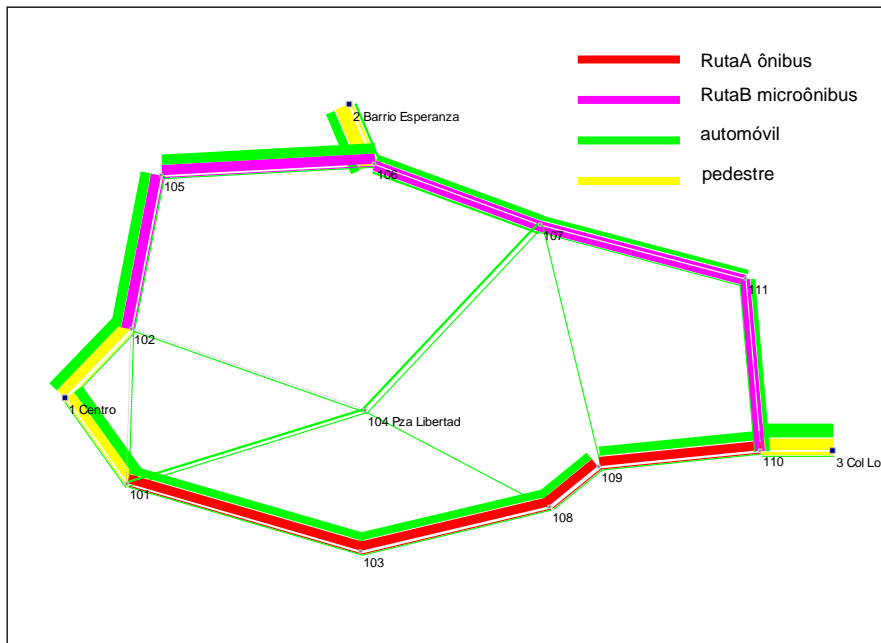 RutaA ônibus
RutaB microônibus
automóvil
pedestre
2 Barrio Esperanza
105
106
107
111
102
1 Centro
104 Pza Libertad
101
103
108
109
110
3 Col Lo